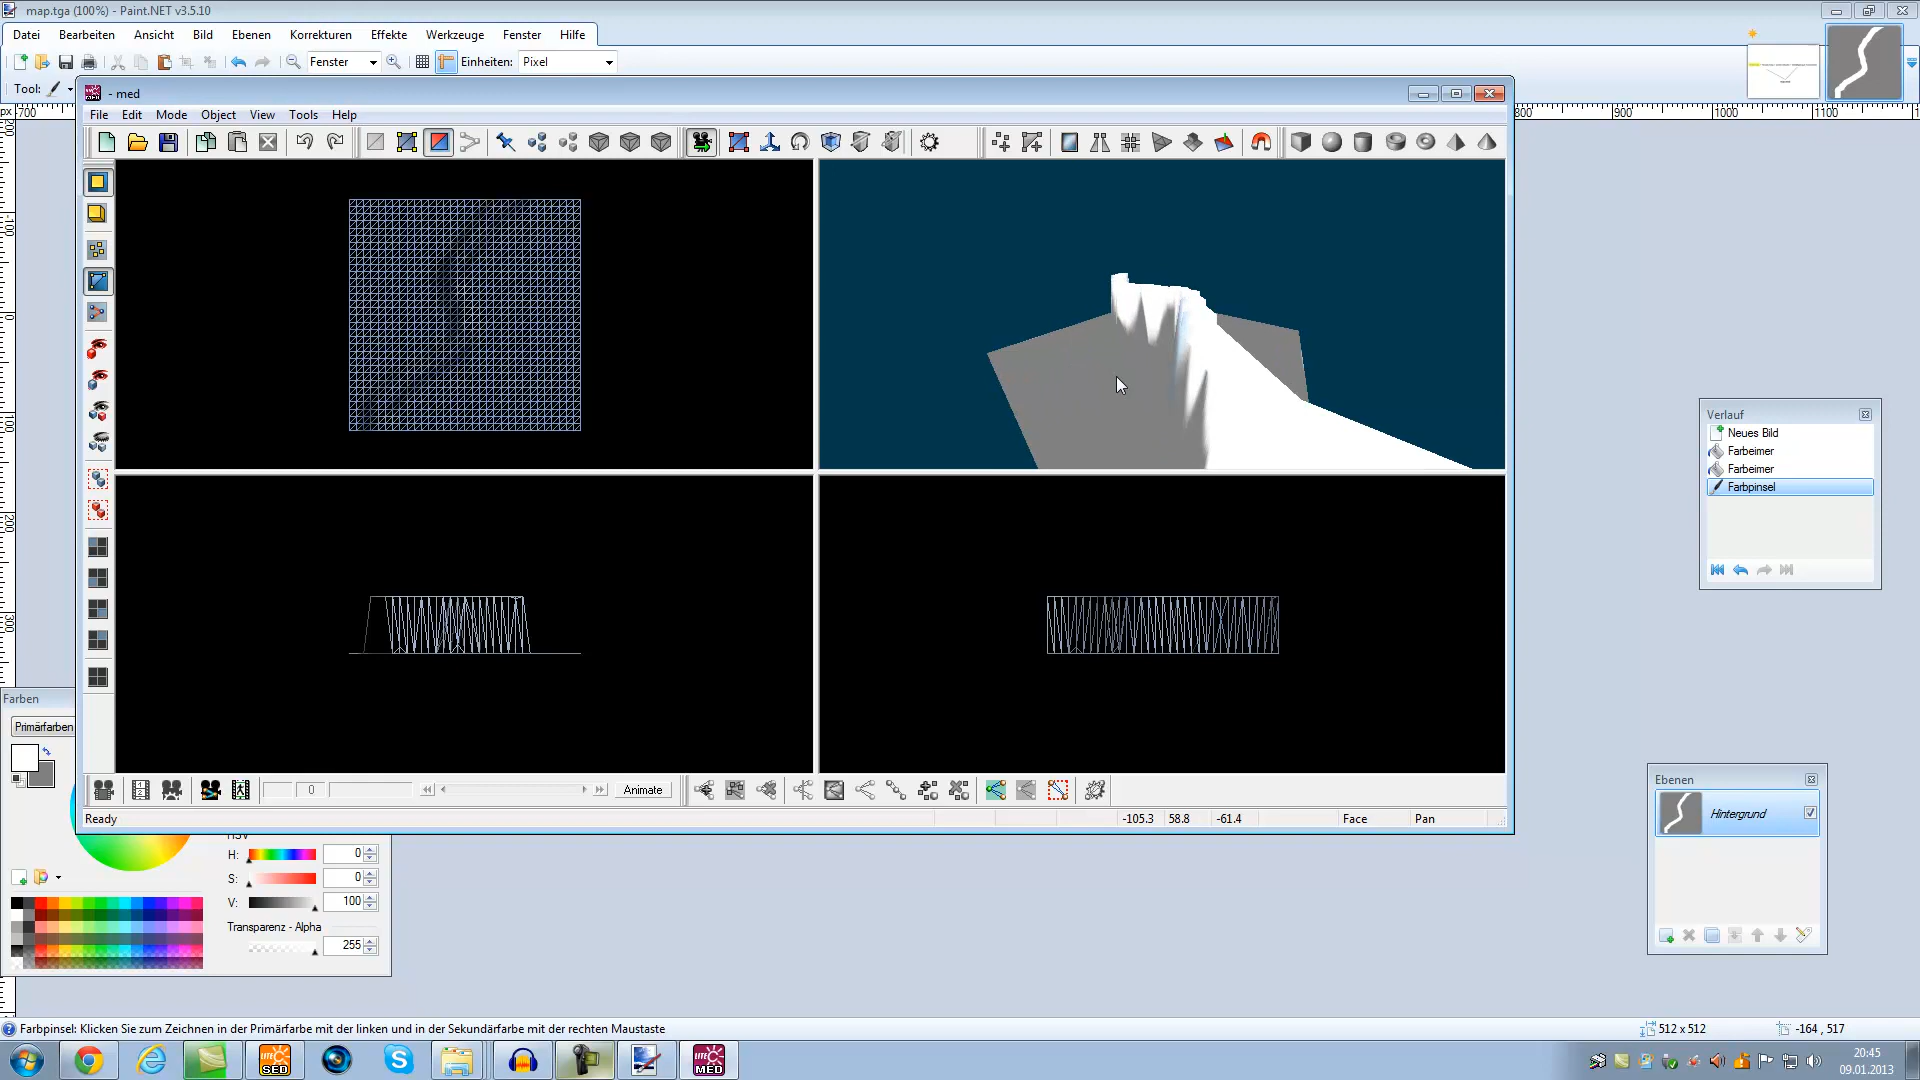 map.tga (100%) - Paint.NET v3.5.10
Datei Bearbeiten Ansicht Bild Ebenen Korrekturen Effekte Werkzeuge Fenster Hilfe
Fenster Einheiten: Pixel
Tool:
px -700 800 900 1000 1100
- med
File Edit Mode Object View Tools Help
0 Animate
Ready -105.3 58.8 -61.4 Face Pan
Verlauf
Neues Bild
Farbeimer
Farbeimer
Farbpinsel
Farben
Primärfarben
H: 0
S: 0
V: 100
Transparenz - Alpha
255
Ebenen
Hintergrund
Farbpinsel: Klicken Sie zum Zeichnen in der Primärfarbe mit der linken und in der Sekundärfarbe mit der rechten Maustaste
512 x 512 -164 , 517
SED
MED
20:45
09.01.2013